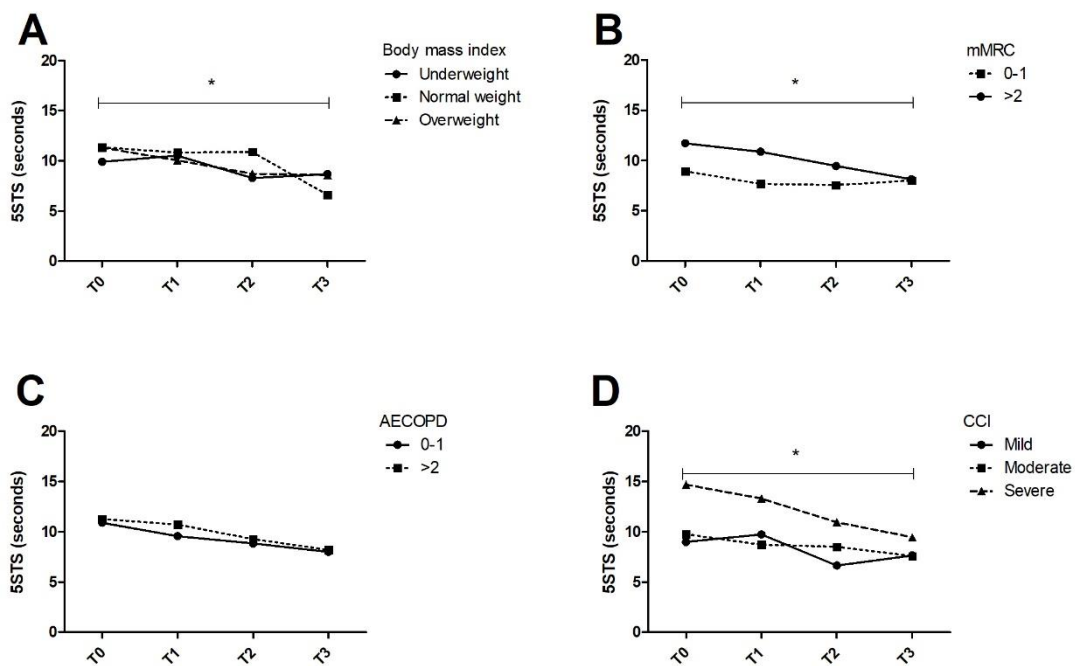 A
Body mass index
Underweight
Normal weight
Overweight
*
5STS (seconds)
20
15
10
5
0
T0
T1
T2
T3
B
mMRC
0-1
>2
*
5STS (seconds)
20
15
10
5
0
T0
T1
T2
T3
C
AECOPD
0-1
>2
5STS (seconds)
20
15
10
5
0
T0
T1
T2
T3
D
CCI
Mild
Moderate
Severe
*
5STS (seconds)
20
15
10
5
0
T0
T1
T2
T3